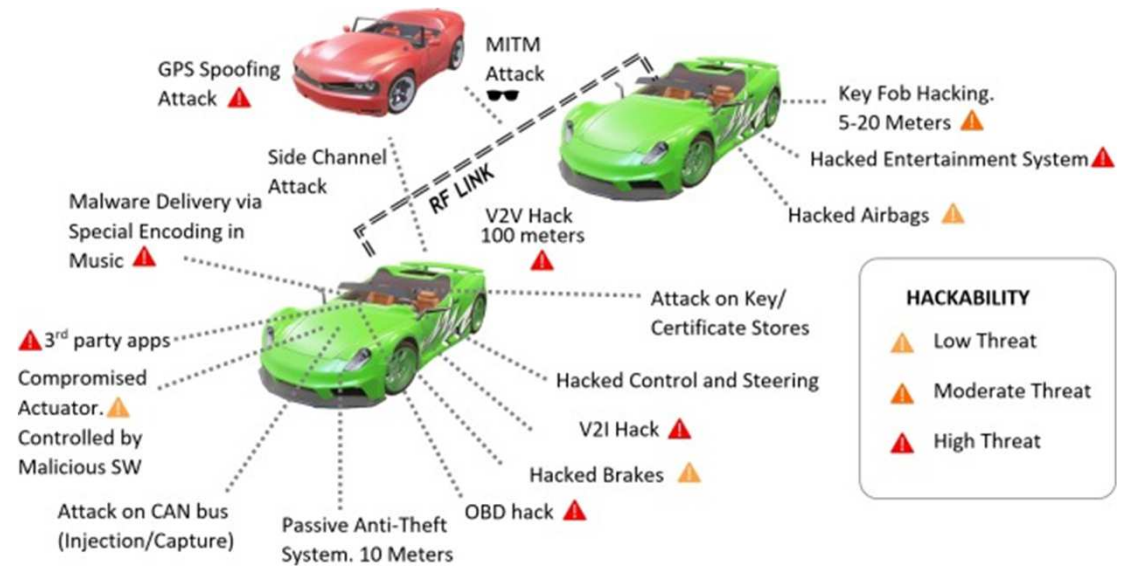 GPS Spoofing
Attack
MITM
Attack
Key Fob Hacking.
5-20 Meters
Hacked Entertainment System
Hacked Airbags
Side Channel
Attack
RF LINK
V2V Hack
100 meters
Malware Delivery via
Special Encoding in
Music
Attack on Key/
Certificate Stores
3rd party apps
Compromised
Actuator.
Controlled by
Malicious SW
Hacked Control and Steering
V2I Hack
Hacked Brakes
OBD hack
Attack on CAN bus
(Injection/Capture)
Passive Anti-Theft
System. 10 Meters
HACKABILITY
Low Threat
Moderate Threat
High Threat